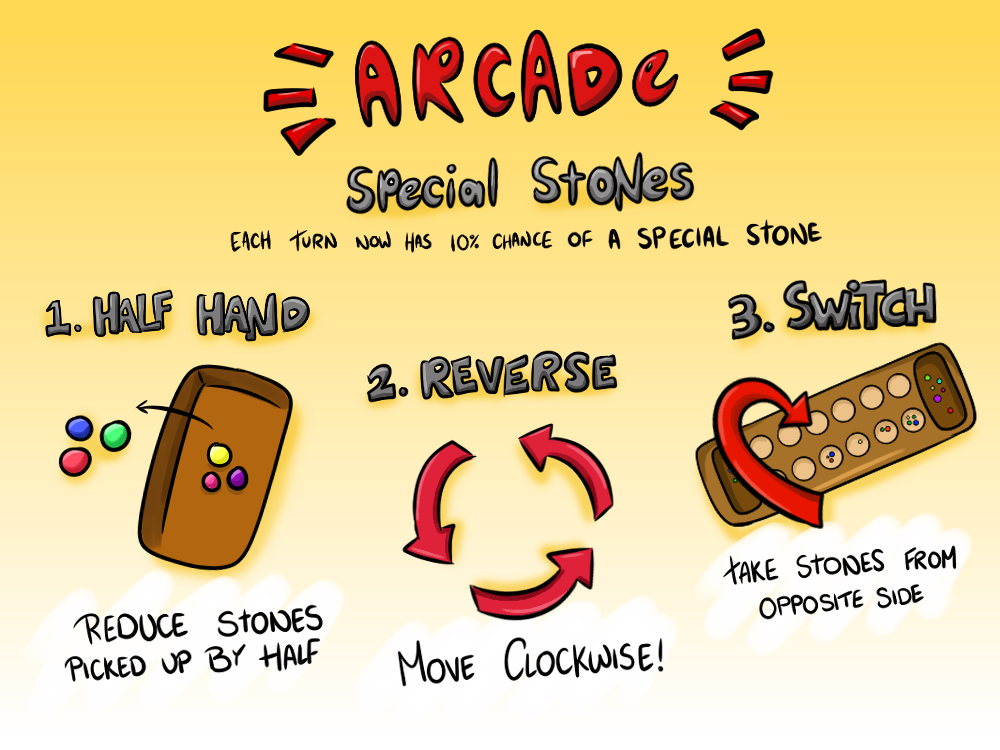 ARCADe
Special StoNes
EACH TURN NOW HAS 10% CHANCE OF A SPECIAL STONE
1. HALF HAND
REDUCE STONES
PICKED UP BY HALF
2. REVERSE
MOVE CLOCKWISE!
3. SWiTCH
TAKE STONES FROM
OPPOSITE SIDE